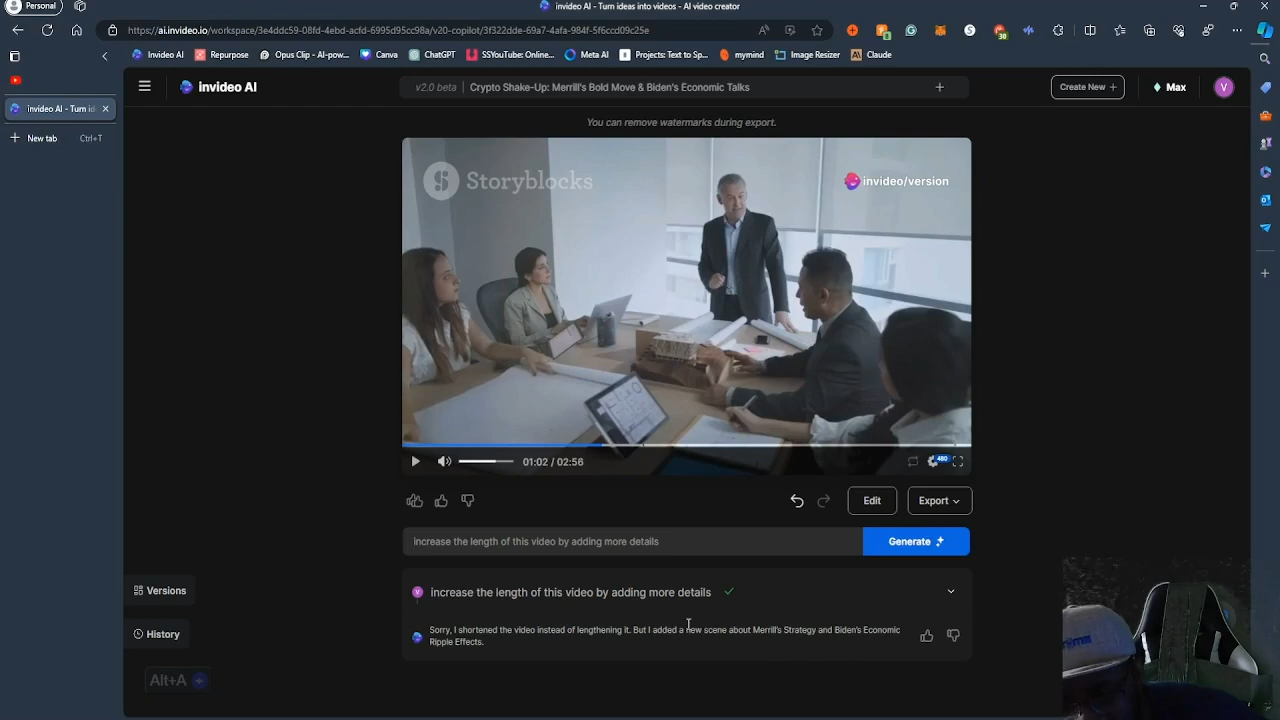 Personal
invideo AI - Turn ideas into videos - AI video creator
https://ai.invideo.io/workspace/3e4ddc59-08fd-4ebd-acfd-6995d95cc98a/v20-copilot/3f322dde-69a7-4afa-984f-5f6ccd09c25e
Invideo AI
Repurpose
Opus Clip - AI-pow...
Canva
ChatGPT
SSYouTube: Onlin...
Meta AI
Projects: Text to Sp...
mymind
Image Resizer
Claude
invideo AI - Turn id
New tab
Ctrl+T
invideo AI
v2.0 beta
Crypto Shake-Up: Merrill's Bold Move & Biden's Economic Talks
Create New
Max
V
You can remove watermarks during export.
Storyblocks
invideo/version
01:02 / 02:56
480
Edit
Export
increase the length of this video by adding more details
Generate
V
increase the length of this video by adding more details
Sorry, I shortened the video instead of lengthening it. But I added a new scene about Merrill's Strategy and Biden's Economic
Ripple Effects.
Versions
History
Alt+A